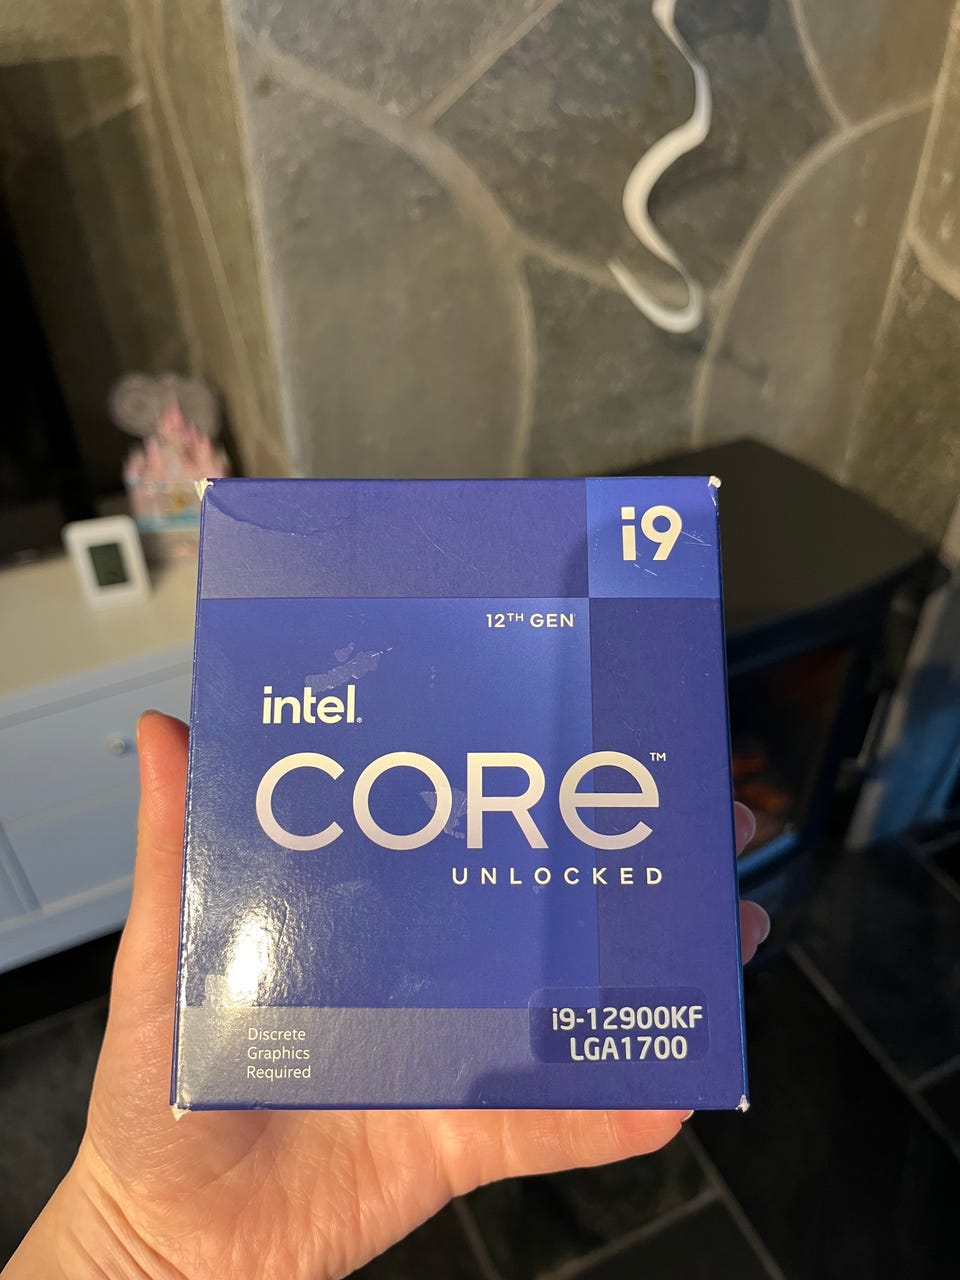 i9
12TH GEN
intel.
CORE™
UNLOCKED
Discrete
Graphics
Required
i9-12900KF
LGA1700